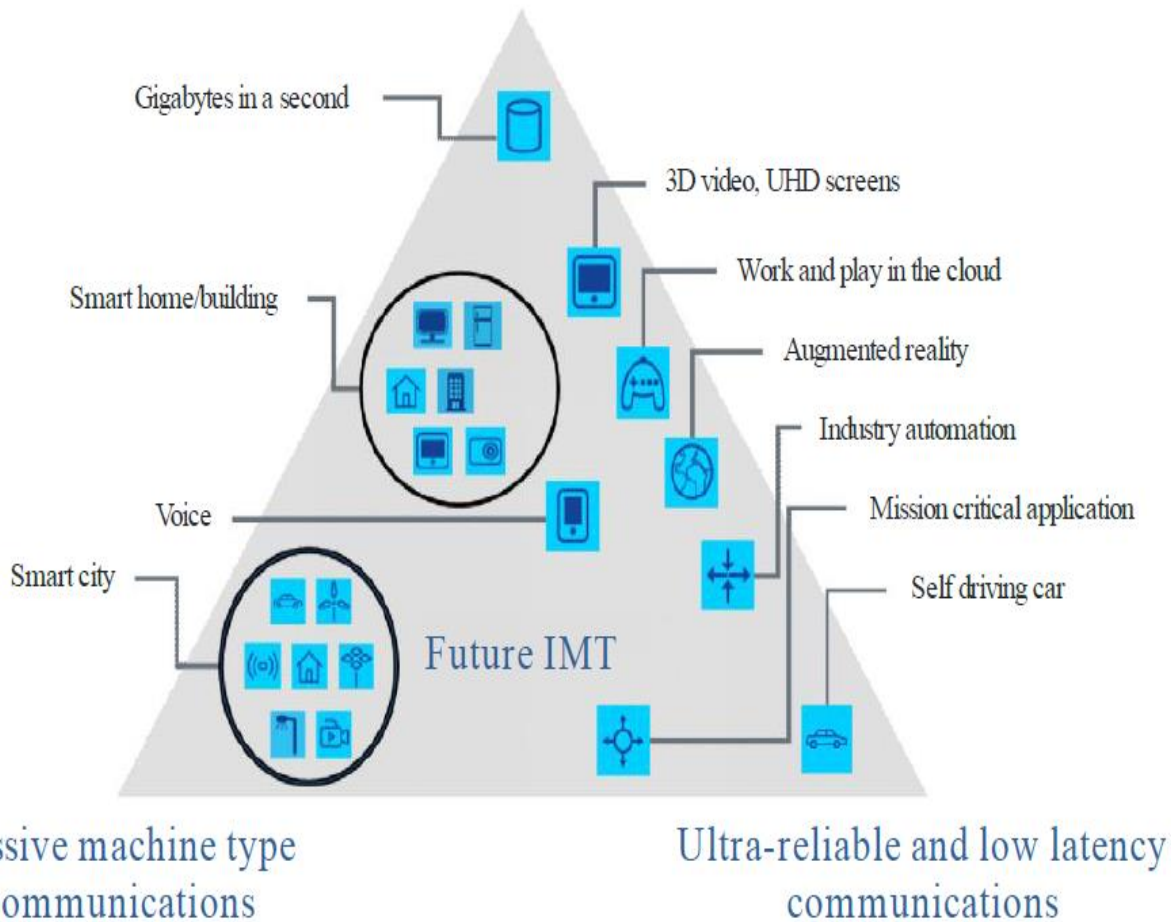 Gigabytes in a second
3D video, UHD screens
Work and play in the cloud
Smart home/building
Augmented reality
Industry automation
Mission critical application
Voice
Smart city
Self driving car
Future IMT
ssive machine type
ommunications
Ultra-reliable and low latency
communications